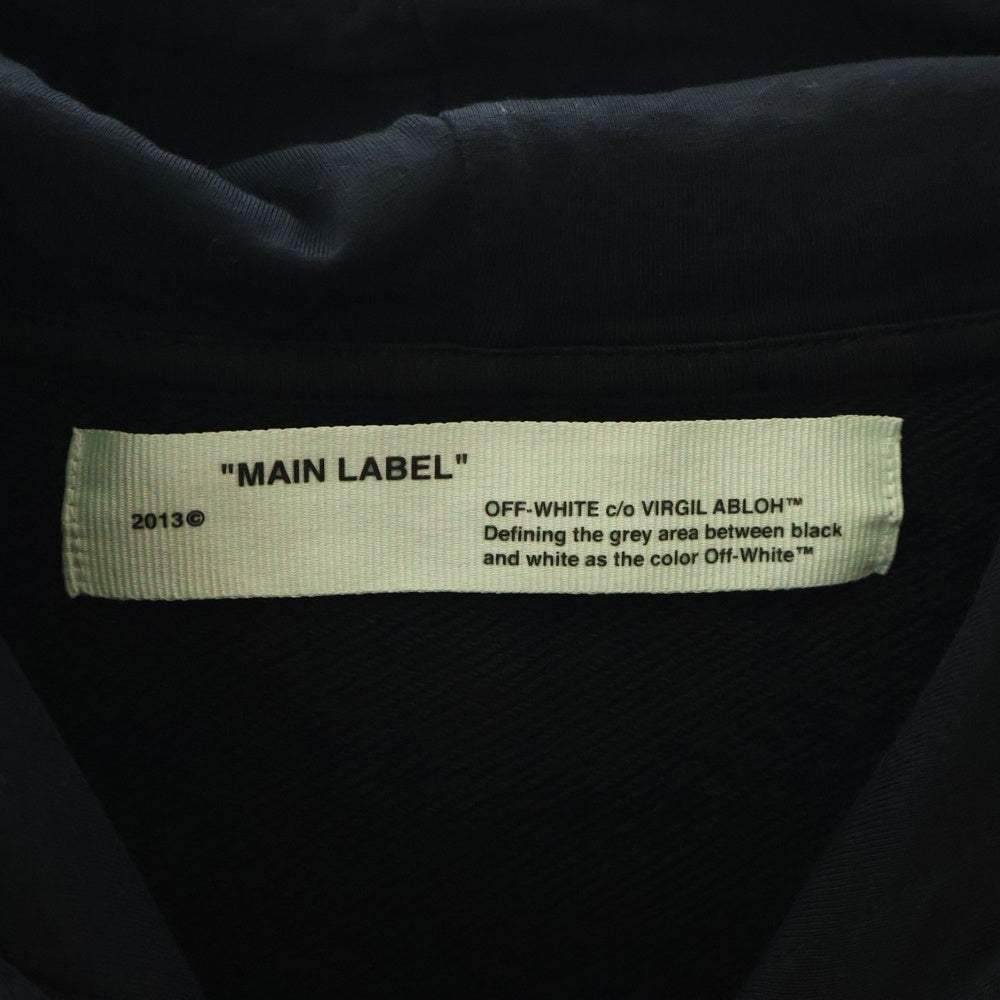 "MAIN LABEL"
2013©
OFF-WHITE c/o VIRGIL ABLOH™
Defining the grey area between black
and white as the color Off-White™